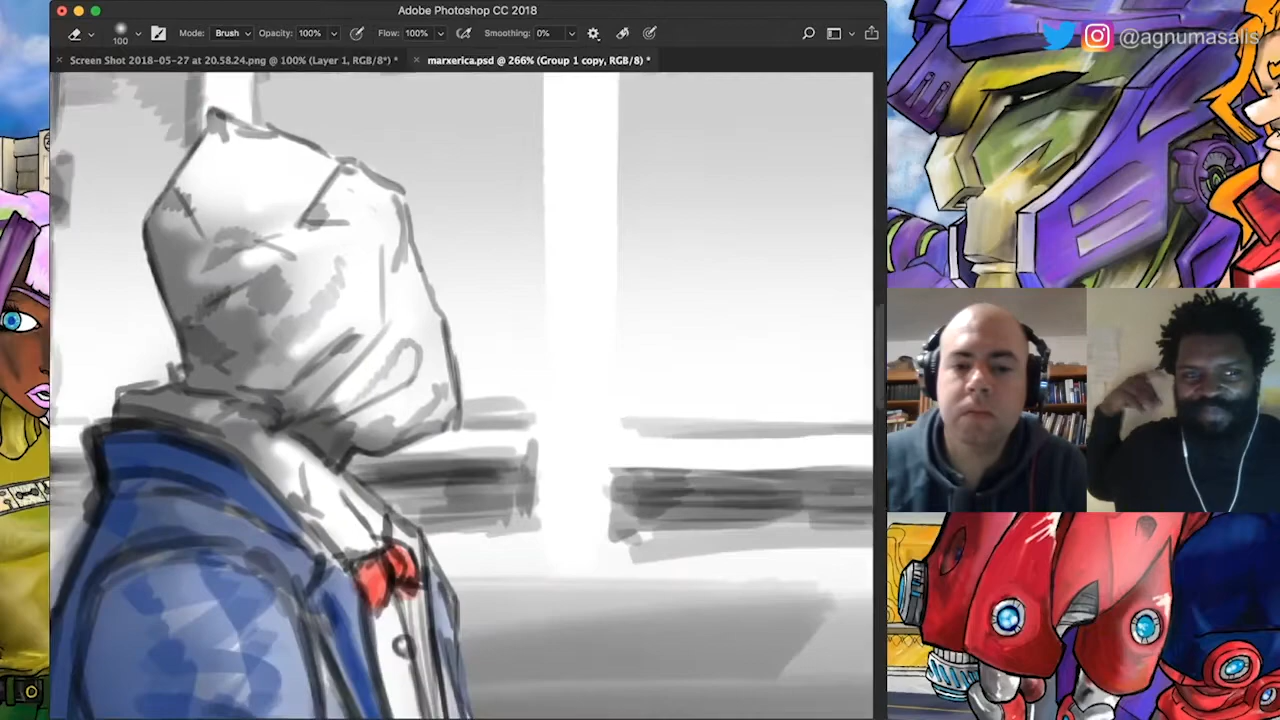 Adobe Photoshop CC 2018
100 Mode: Brush Opacity: 100% Flow: 100% Smoothing: 0%
Screen Shot 2018-05-27 at 20.58.24.png @ 100% (Layer 1, RGB/8*) *
marxerica.psd @ 266% (Group 1 copy, RGB/8) *
@agnumasalis